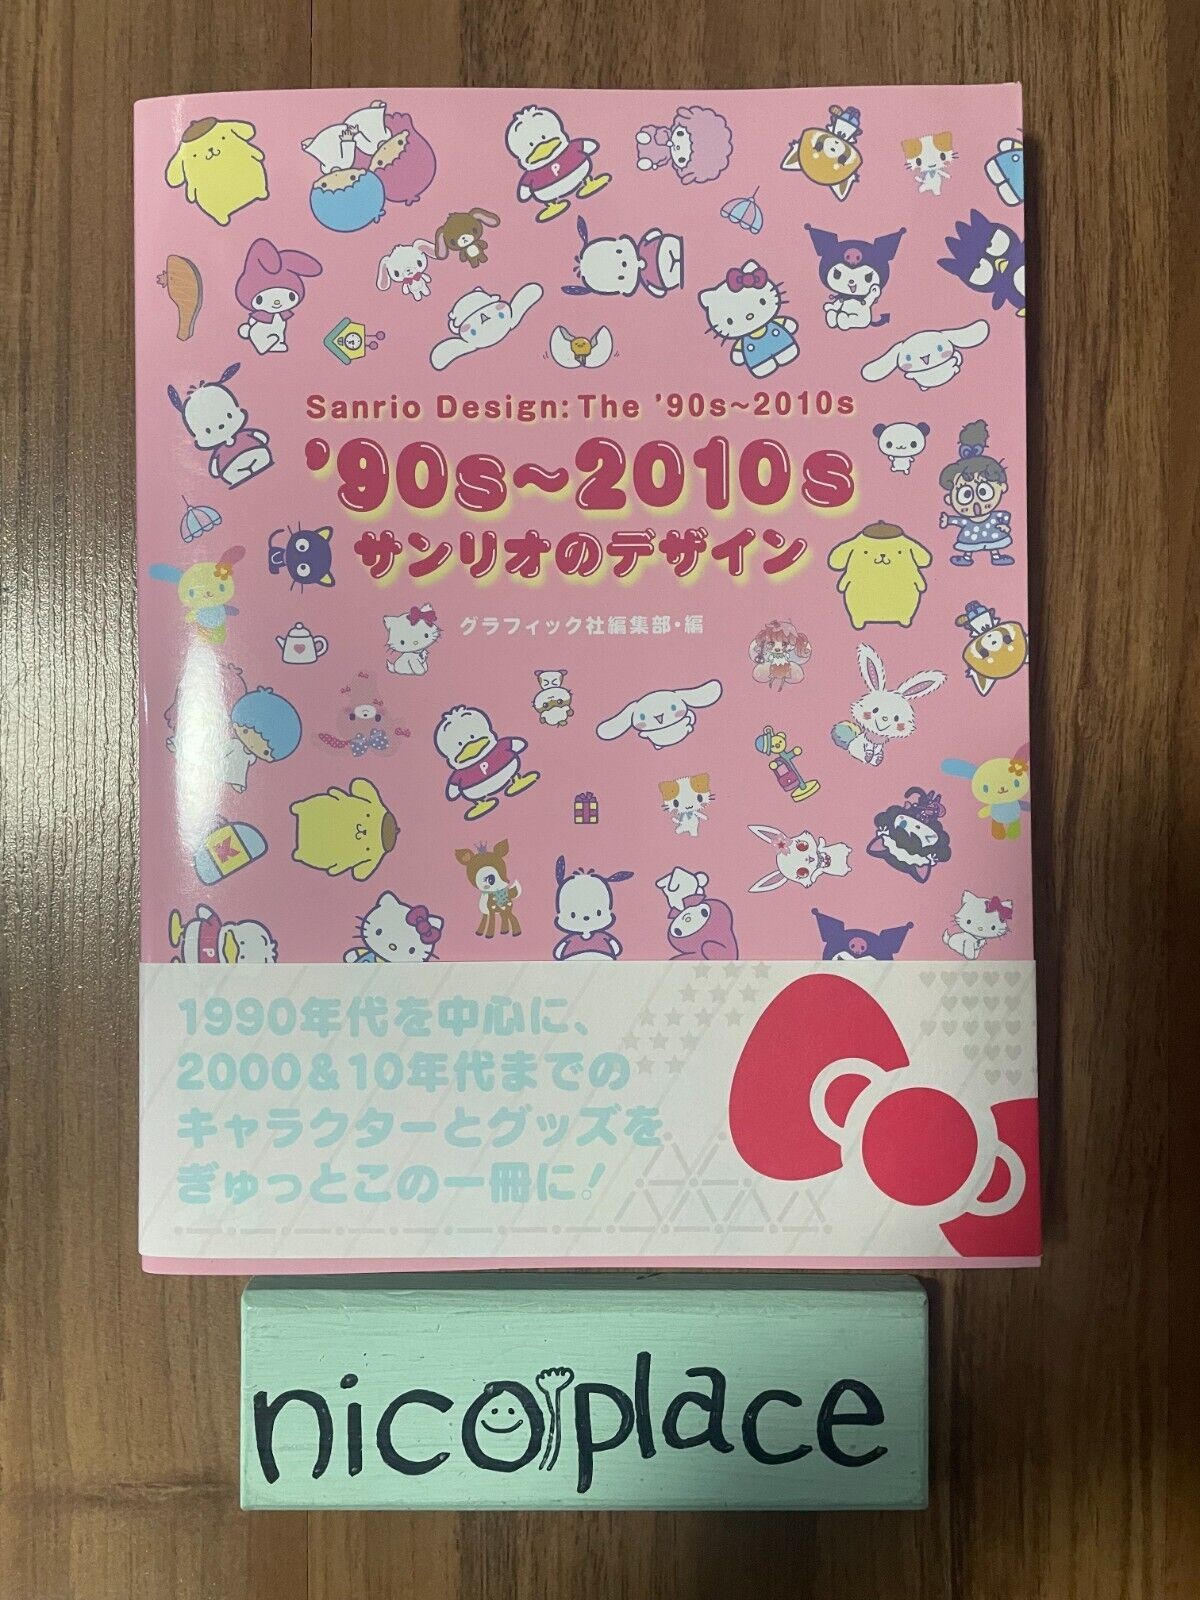 Sanrio Design: The '90s~2010s
'90s~2010s
サンリオのデザイン
グラフィック社編集部・編
1990年代を中心に、
2000&10年代までの
キャラクターとグッズを
ぎゅっとこの一冊に!
nicoplace